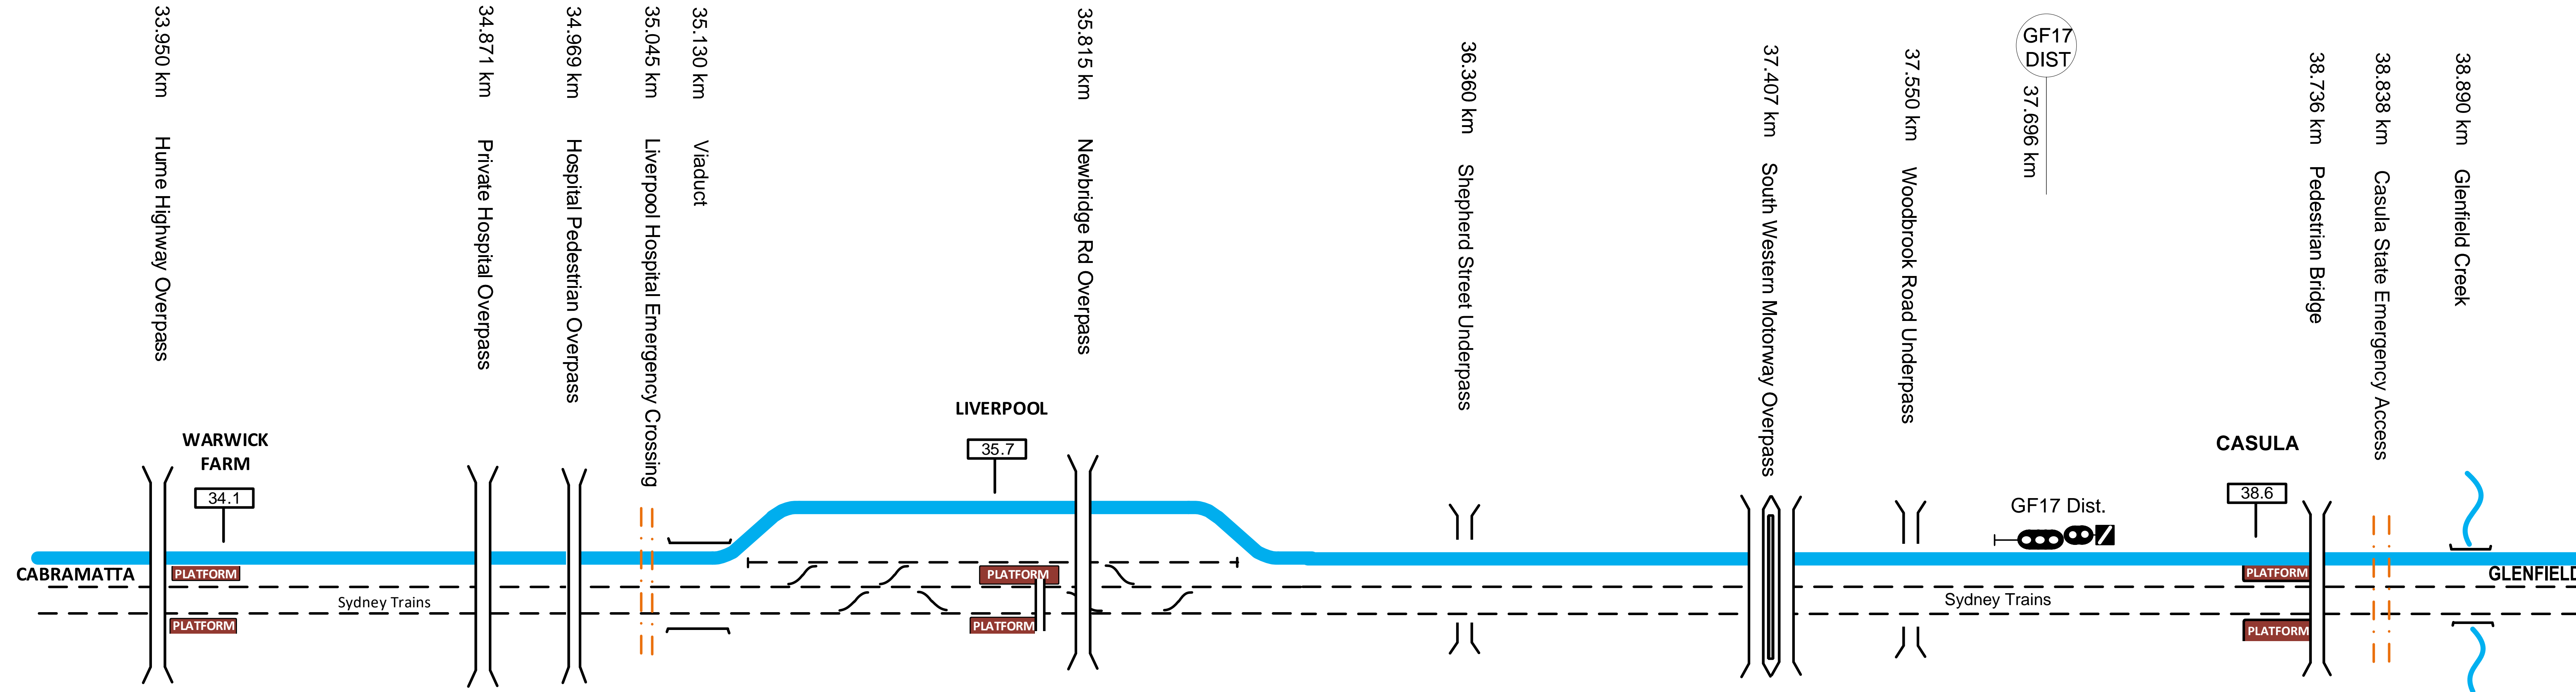 33.950 km Hume Highway Overpass
34.871 km Private Hospital Overpass
34.969 km Hospital Pedestrian Overpass
35.045 km Liverpool Hospital Emergency Crossing
35.130 km Viaduct
35.815 km Newbridge Rd Overpass
36.360 km Shepherd Street Underpass
37.407 km South Western Motorway Overpass
37.550 km Woodbrook Road Underpass
GF17
DIST
37.696 km
38.736 km Pedestrian Bridge
38.838 km Casula State Emergency Access
38.890 km Glenfield Creek
WARWICK
FARM
34.1
LIVERPOOL
35.7
CASULA
38.6
GF17 Dist.
CABRAMATTA
PLATFORM
PLATFORM
PLATFORM
GLENFIELD
Sydney Trains
Sydney Trains
PLATFORM
PLATFORM
PLATFORM